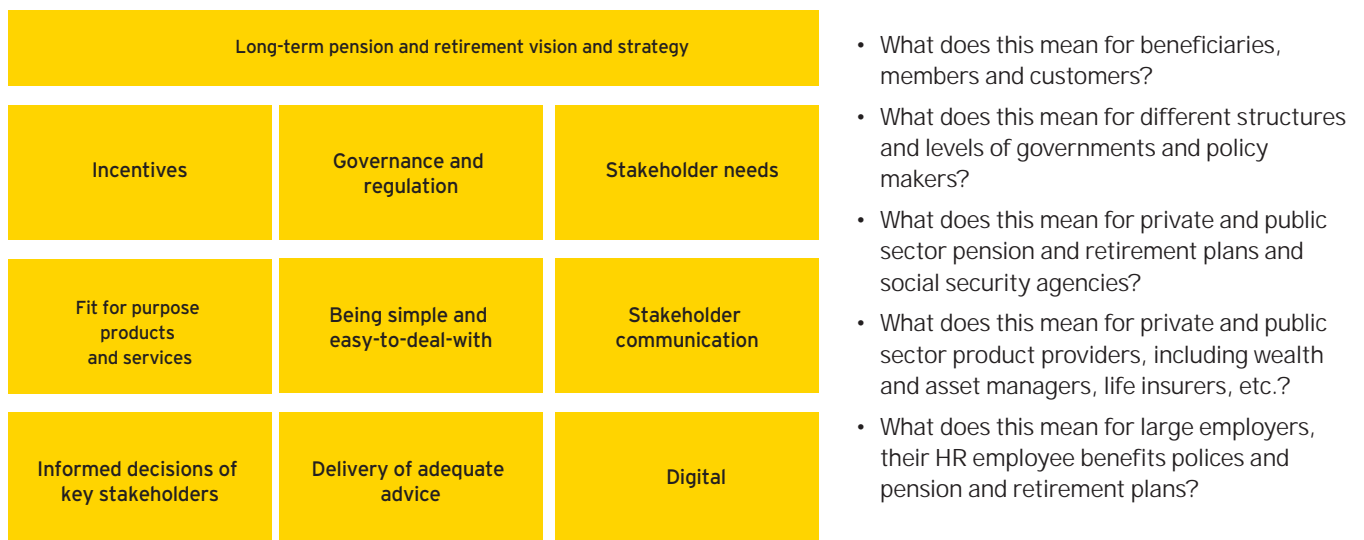 Long-term pension and retirement vision and strategy
Incentives
Governance and
regulation
Stakeholder needs
Fit for purpose
products
and services
Being simple and
easy-to-deal-with
Stakeholder
communication
Informed decisions of
key stakeholders
Delivery of adequate
advice
Digital
• What does this mean for beneficiaries,
members and customers?
• What does this mean for different structures
and levels of governments and policy
makers?
• What does this mean for private and public
sector pension and retirement plans and
social security agencies?
• What does this mean for private and public
sector product providers, including wealth
and asset managers, life insurers, etc.?
• What does this mean for large employers,
their HR employee benefits polices and
pension and retirement plans?